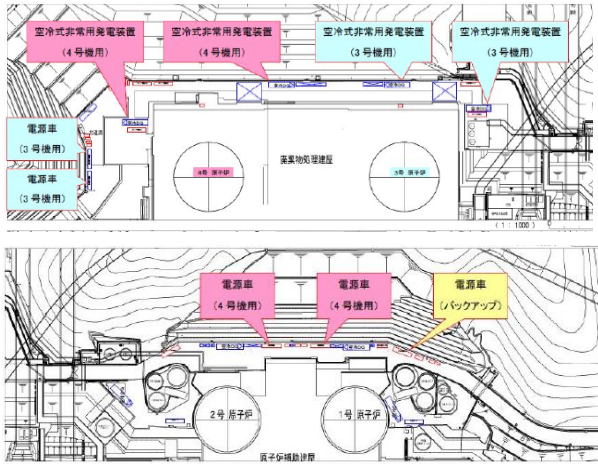 空冷式非常用発電装置
(4号機用)
空冷式非常用発電装置
(4号機用)
空冷式非常用発電装置
(3号機用)
空冷式非常用発電装置
(3号機用)
電源車
(3号機用)
電源車
(3号機用)
4号 原子炉
廃棄物処理建屋
3号 原子炉
(1:1000)
電源車
(4号機用)
電源車
(4号機用)
電源車
(バックアップ)
2号 原子炉
1号 原子炉
原子炉補助建屋